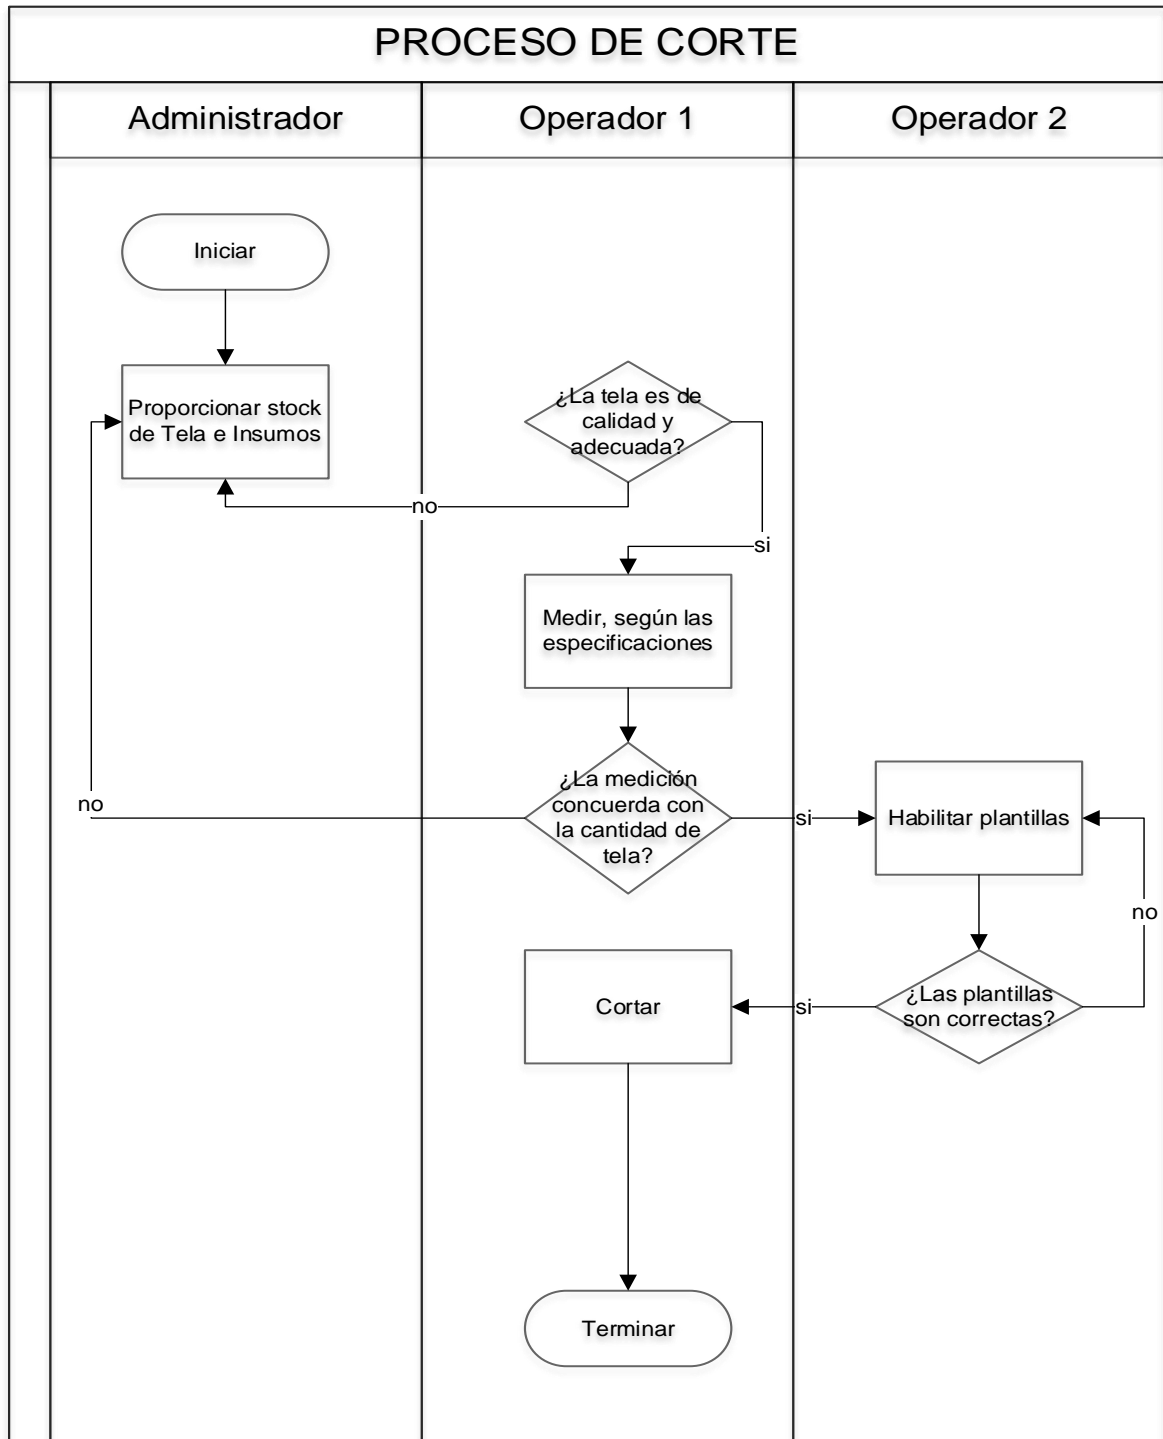 PROCESO DE CORTE
Administrador
Operador 1
Operador 2
Iniciar
Proporcionar stock
de Tela e Insumos
¿La tela es de
calidad y
adecuada?
no
si
Medir, según las
especificaciones
¿La medición
concuerda con
la cantidad de
tela?
no
si
Habilitar plantillas
no
¿Las plantillas
son correctas?
si
Cortar
Terminar